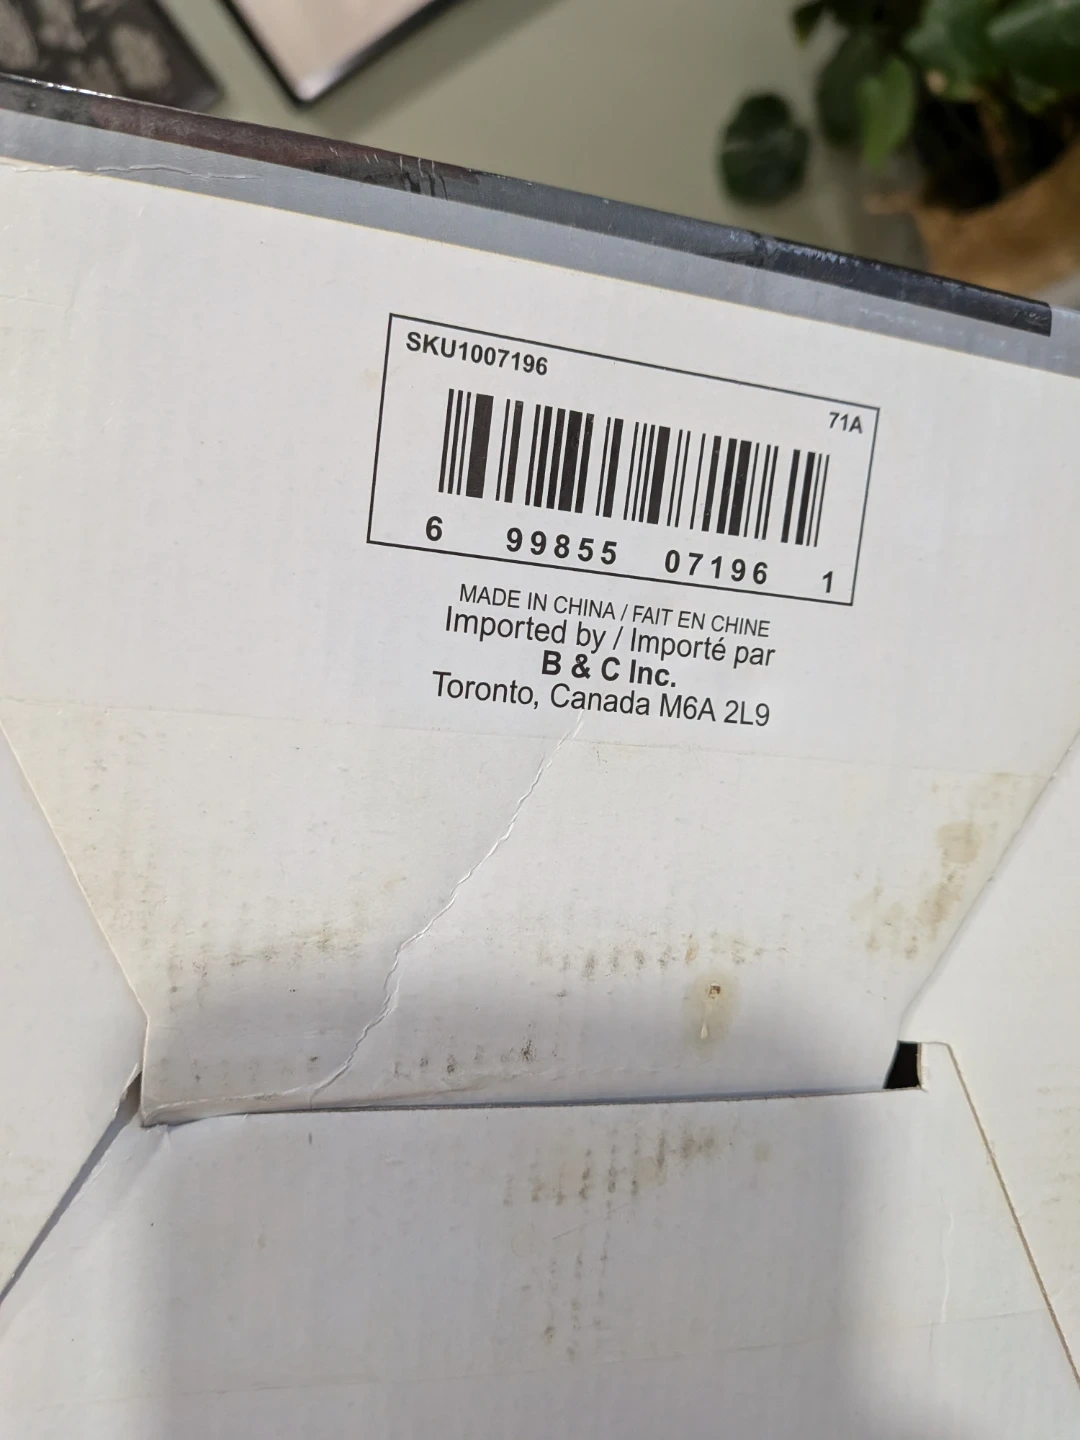 SKU1007196
71A
6 99855 07196 1
MADE IN CHINA / FAIT EN CHINE
Imported by / Importé par
B & C Inc.
Toronto, Canada M6A 2L9